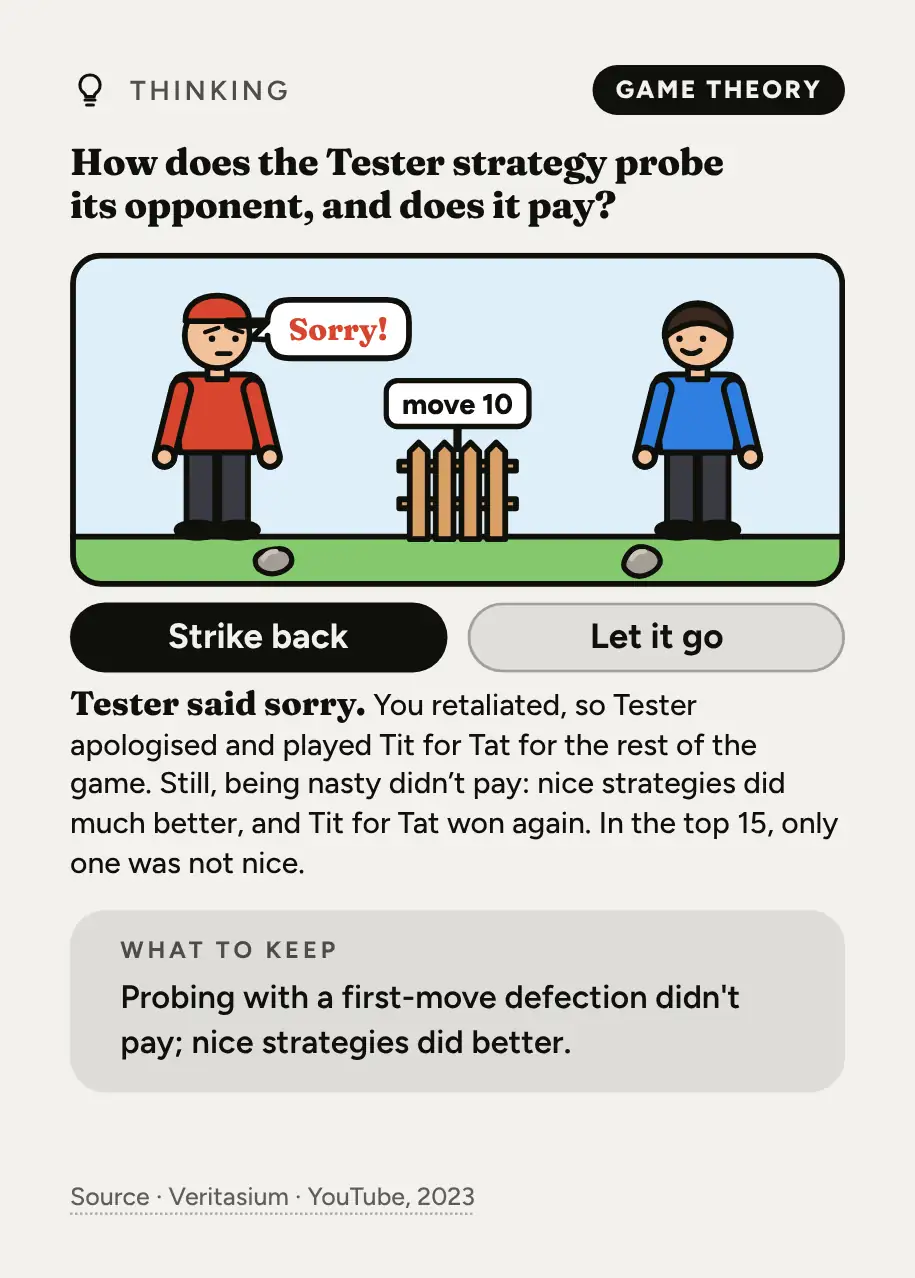 THINKING
GAME THEORY
How does the Tester strategy probe
its opponent, and does it pay?
Sorry!
move 10
Strike back
Let it go
Tester said sorry. You retaliated, so Tester
apologised and played Tit for Tat for the rest of the
game. Still, being nasty didn’t pay: nice strategies did
much better, and Tit for Tat won again. In the top 15, only
one was not nice.
WHAT TO KEEP
Probing with a first-move defection didn't
pay; nice strategies did better.
Source · Veritasium · YouTube, 2023